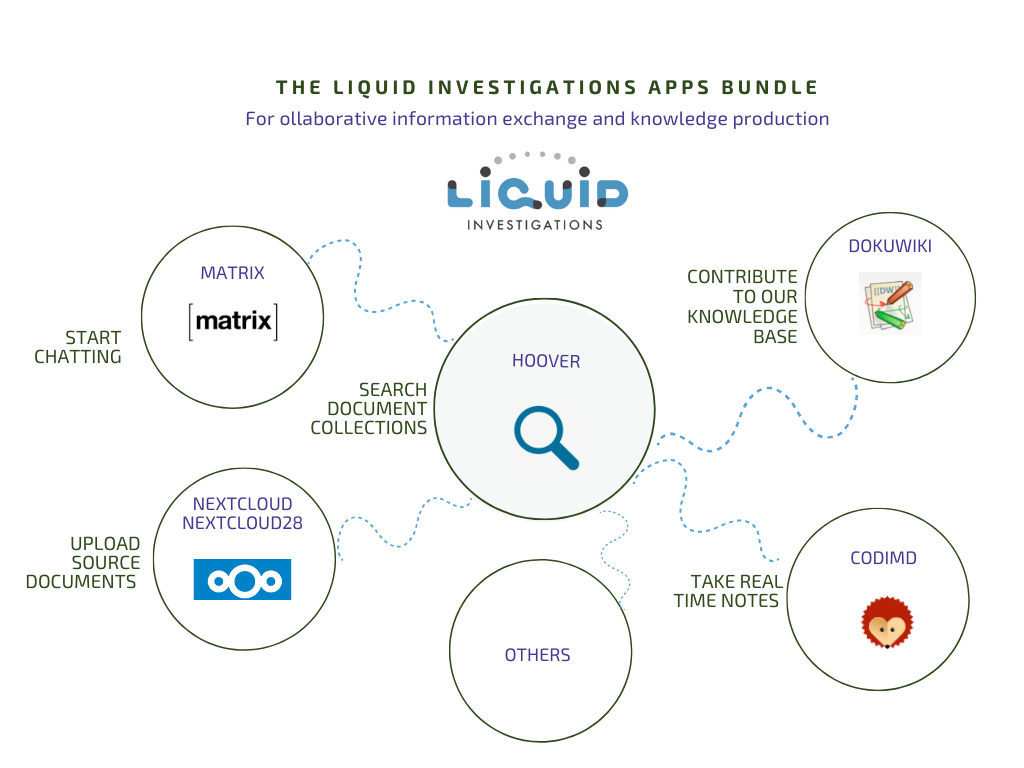 THE LIQUID INVESTIGATIONS APPS BUNDLE
For ollaborative information exchange and knowledge production
LIQUID
INVESTIGATIONS
MATRIX
[matrix]
START
CHATTING
DOKUWIKI
[[DW]]
CONTRIBUTE
TO OUR
KNOWLEDGE
BASE
HOOVER
SEARCH
DOCUMENT
COLLECTIONS
NEXTCLOUD
NEXTCLOUD28
UPLOAD
SOURCE
DOCUMENTS
CODIMD
TAKE REAL
TIME NOTES
OTHERS